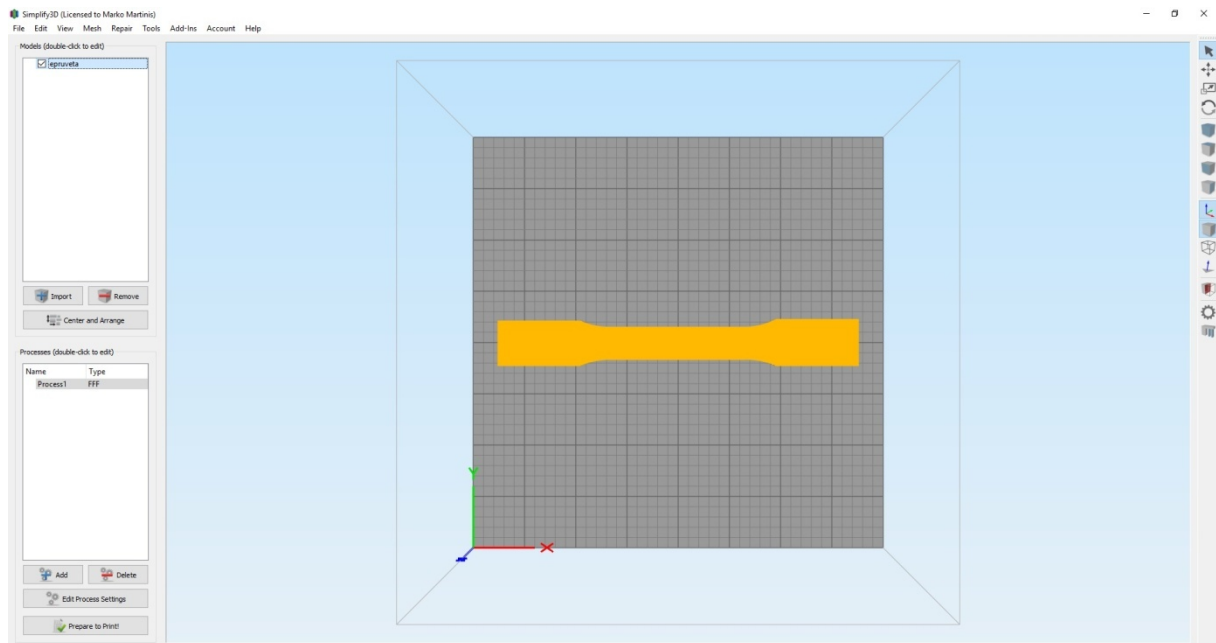 Simplify3D (Licensed to Marko Martinis)
File Edit View Mesh Repair Tools Add-Ins Account Help
Models (double-click to edit)
epruveta
Import Remove
Center and Arrange
Processes (double-click to edit)
Name Type
Process1 FFF
Add Delete
Edit Process Settings
Prepare to Print!
Y
X